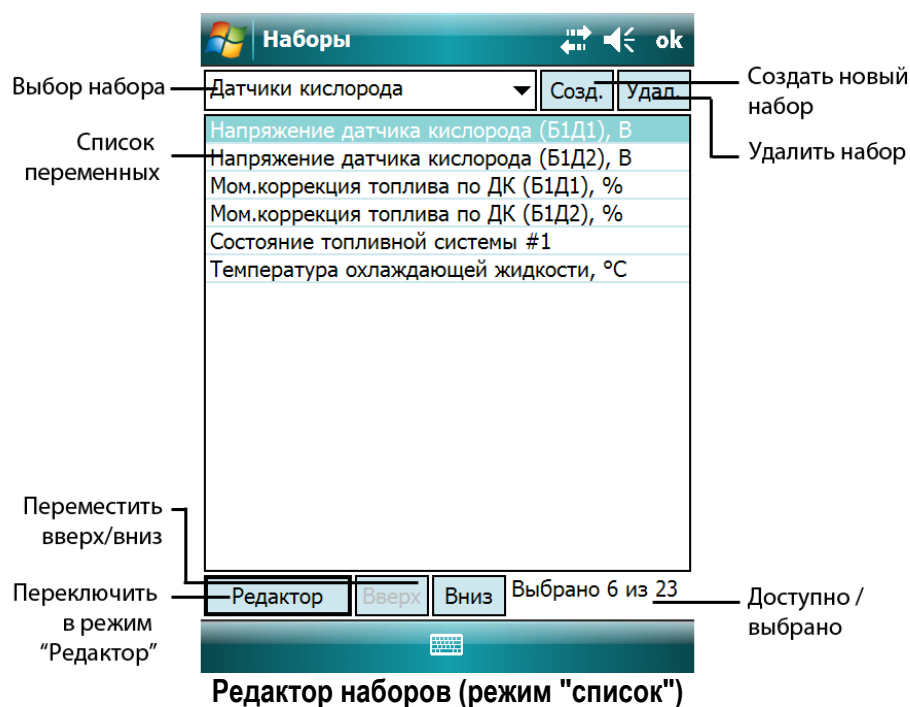 Наборы
ok
Выбор набора
Датчики кислорода
Созд.
Удал.
Создать новый
набор
Удалить набор
Список
переменных
Напряжение датчика кислорода (Б1Д1), В
Напряжение датчика кислорода (Б1Д2), В
Мом.коррекция топлива по ДК (Б1Д1), %
Мом.коррекция топлива по ДК (Б1Д2), %
Состояние топливной системы #1
Температура охлаждающей жидкости, °С
Переместить
вверх/вниз
Переключить
в режим
“Редактор”
Редактор
Вверх
Вниз
Выбрано 6 из 23
Доступно /
выбрано
Редактор наборов (режим "список")